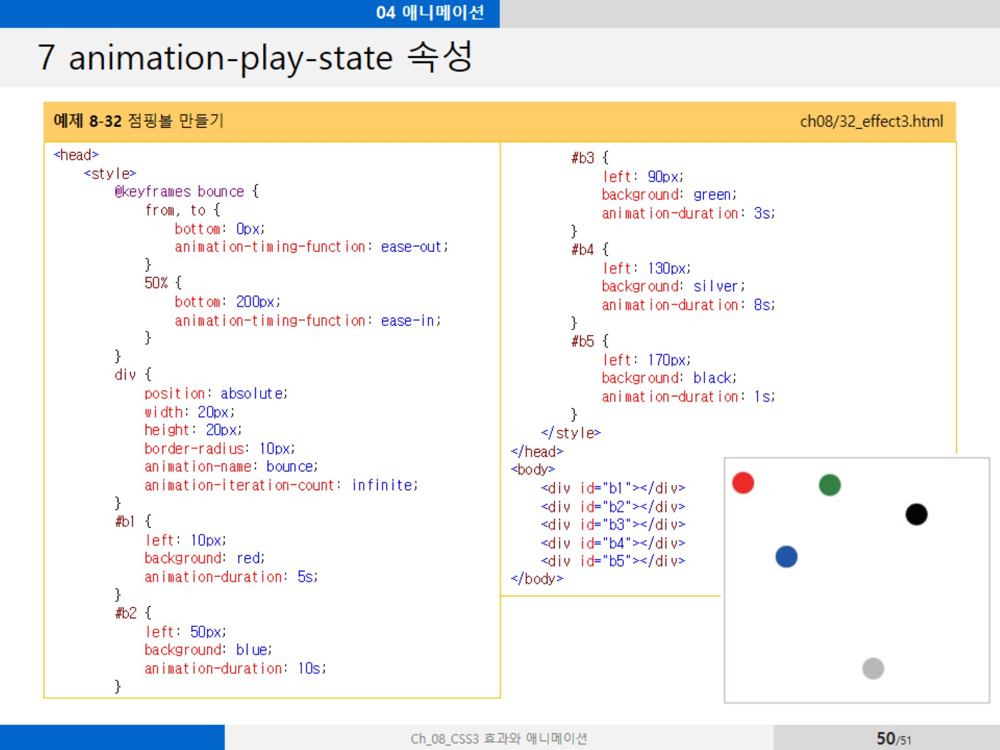 04 애니메이션
7 animation-play-state 속성
예제 8-32 점핑볼 만들기
ch08/32_effect3.html
<head>
<style>
@keyframes bounce {
from, to {
bottom: 0px;
animation-timing-function: ease-out;
}
50% {
bottom: 200px;
animation-timing-function: ease-in;
}
}
div {
position: absolute;
width: 20px;
height: 20px;
border-radius: 10px;
animation-name: bounce;
animation-iteration-count: infinite;
}
#b1 {
left: 10px;
background: red;
animation-duration: 5s;
}
#b2 {
left: 50px;
background: blue;
animation-duration: 10s;
}
#b3 {
left: 90px;
background: green;
animation-duration: 3s;
}
#b4 {
left: 130px;
background: silver;
animation-duration: 8s;
}
#b5 {
left: 170px;
background: black;
animation-duration: 1s;
}
</style>
</head>
<body>
<div id="b1"></div>
<div id="b2"></div>
<div id="b3"></div>
<div id="b4"></div>
<div id="b5"></div>
</body>
Ch_08_CSS3 효과와 애니메이션
50/51